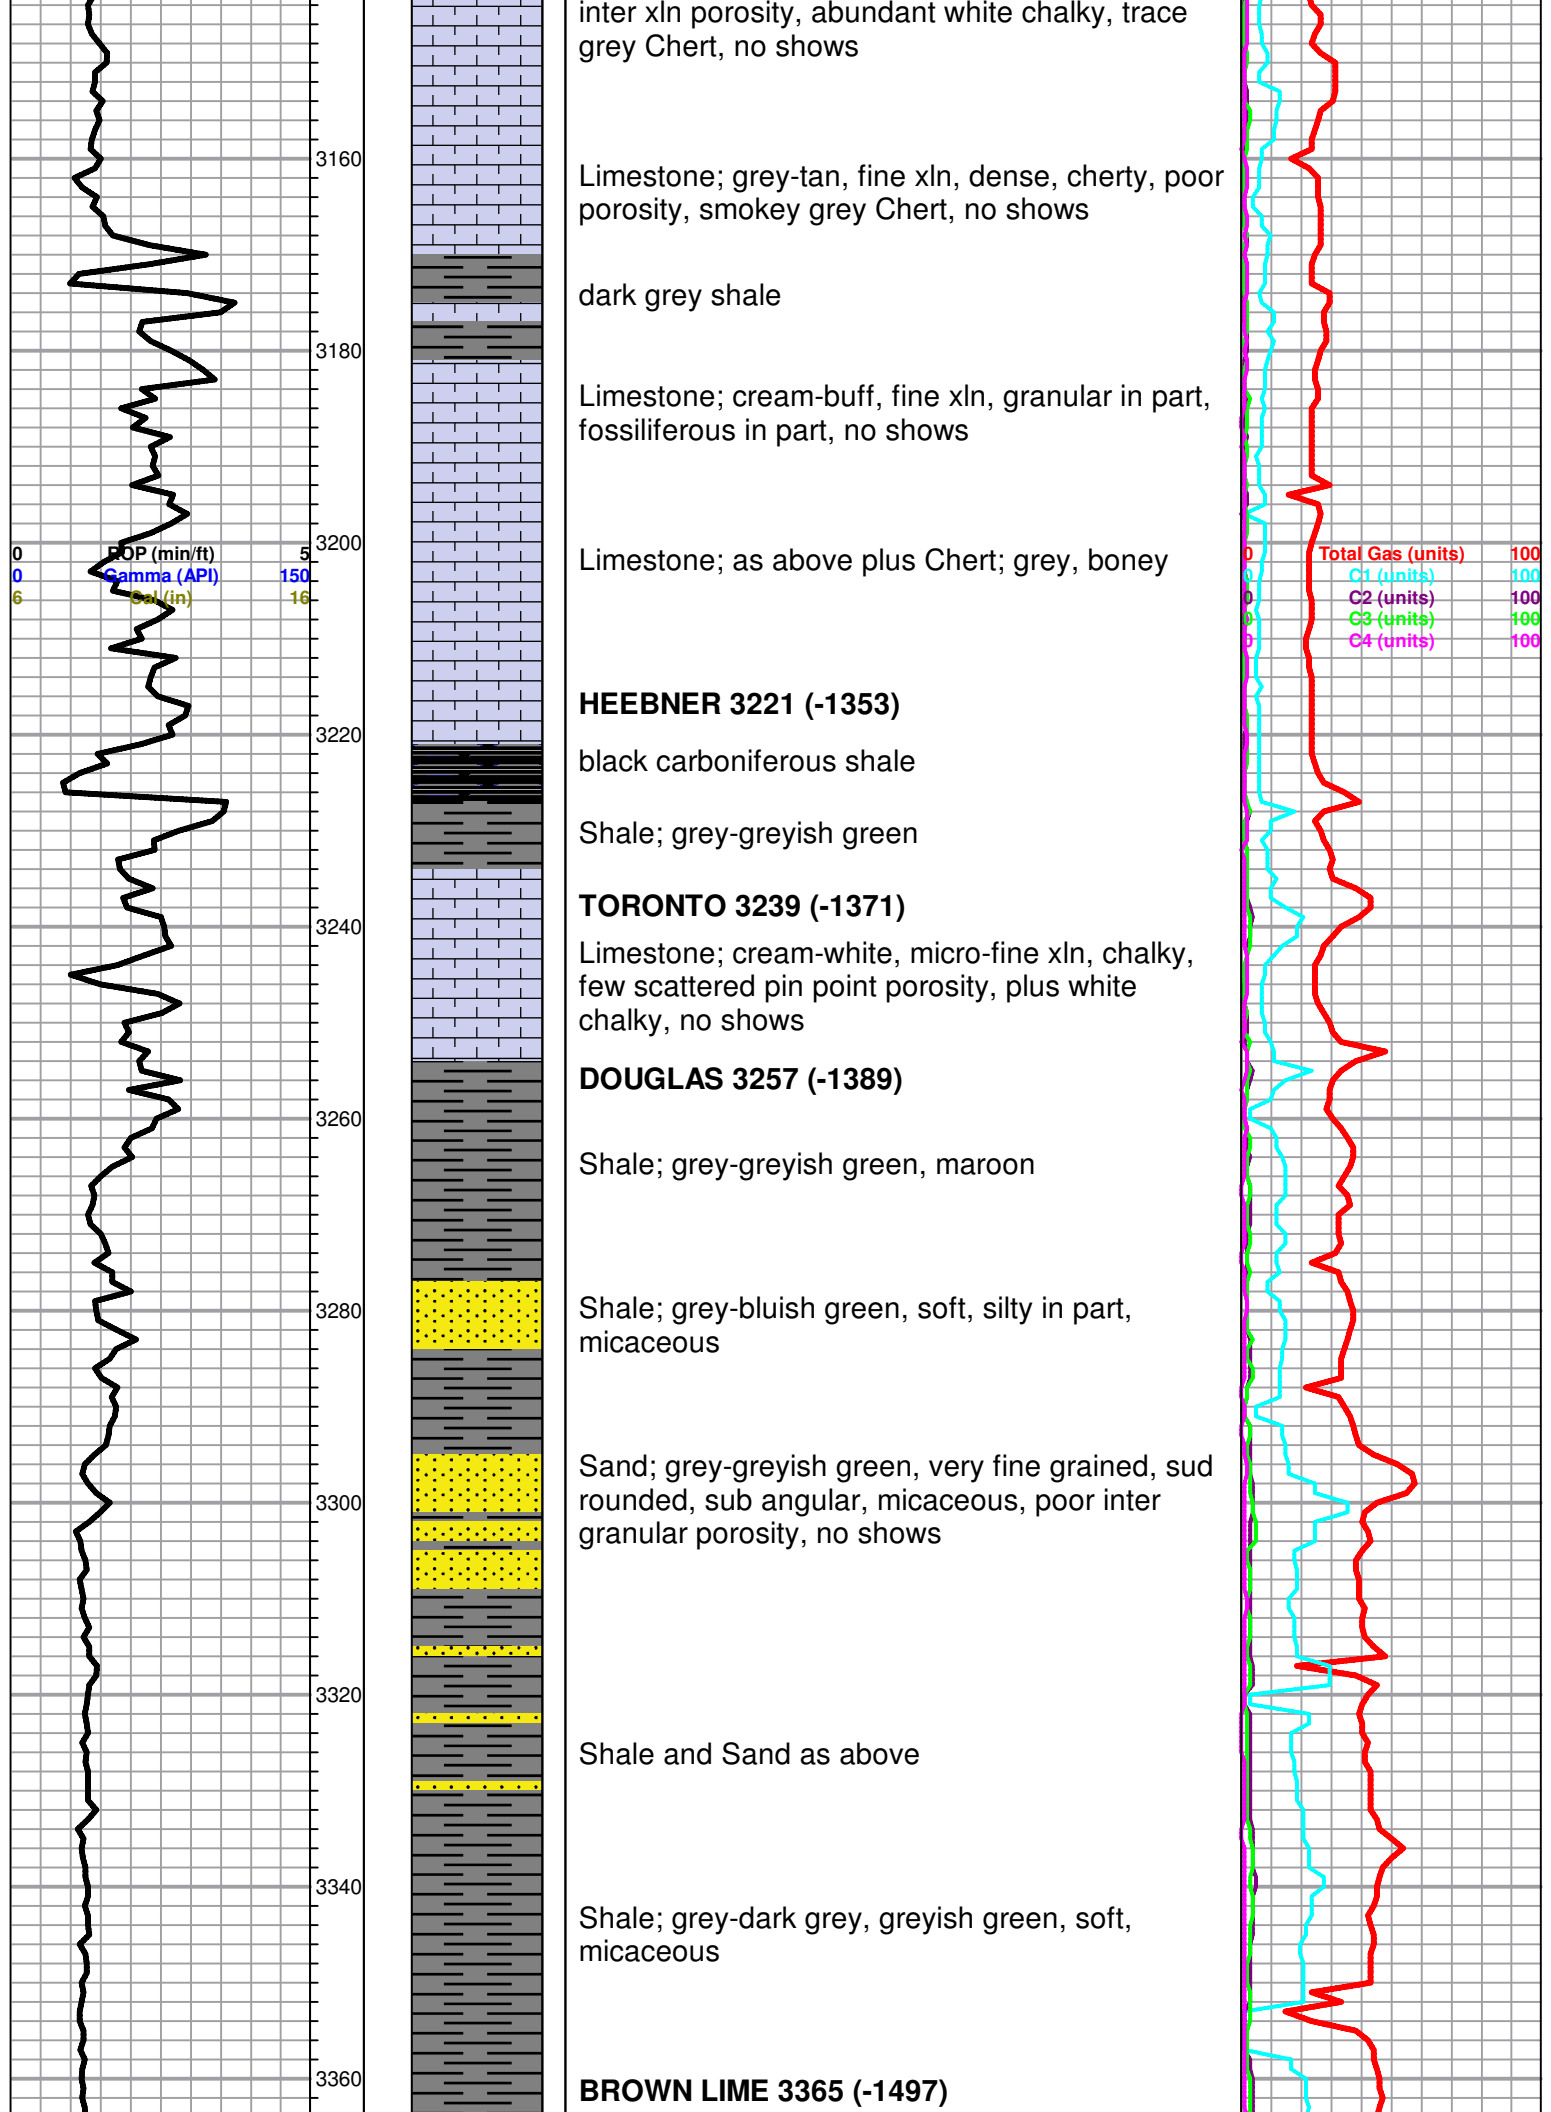 inter xln porosity, abundant white chalky, trace
grey Chert, no shows
3160
Limestone; grey-tan, fine xln, dense, cherty, poor
porosity, smokey grey Chert, no shows
dark grey shale
3180
Limestone; cream-buff, fine xln, granular in part,
fossiliferous in part, no shows
3200
0 ROP (min/ft) 5
0 Gamma (API) 150
6 Cal (in) 16
Limestone; as above plus Chert; grey, boney
0 Total Gas (units) 100
0 C1 (units) 100
0 C2 (units) 100
0 C3 (units) 100
0 C4 (units) 100
HEEBNER 3221 (-1353)
3220
black carboniferous shale
Shale; grey-greyish green
TORONTO 3239 (-1371)
3240
Limestone; cream-white, micro-fine xln, chalky,
few scattered pin point porosity, plus white
chalky, no shows
DOUGLAS 3257 (-1389)
3260
Shale; grey-greyish green, maroon
3280
Shale; grey-bluish green, soft, silty in part,
micaceous
Sand; grey-greyish green, very fine grained, sud
rounded, sub angular, micaceous, poor inter
granular porosity, no shows
3300
3320
Shale and Sand as above
3340
Shale; grey-dark grey, greyish green, soft,
micaceous
3360
BROWN LIME 3365 (-1497)